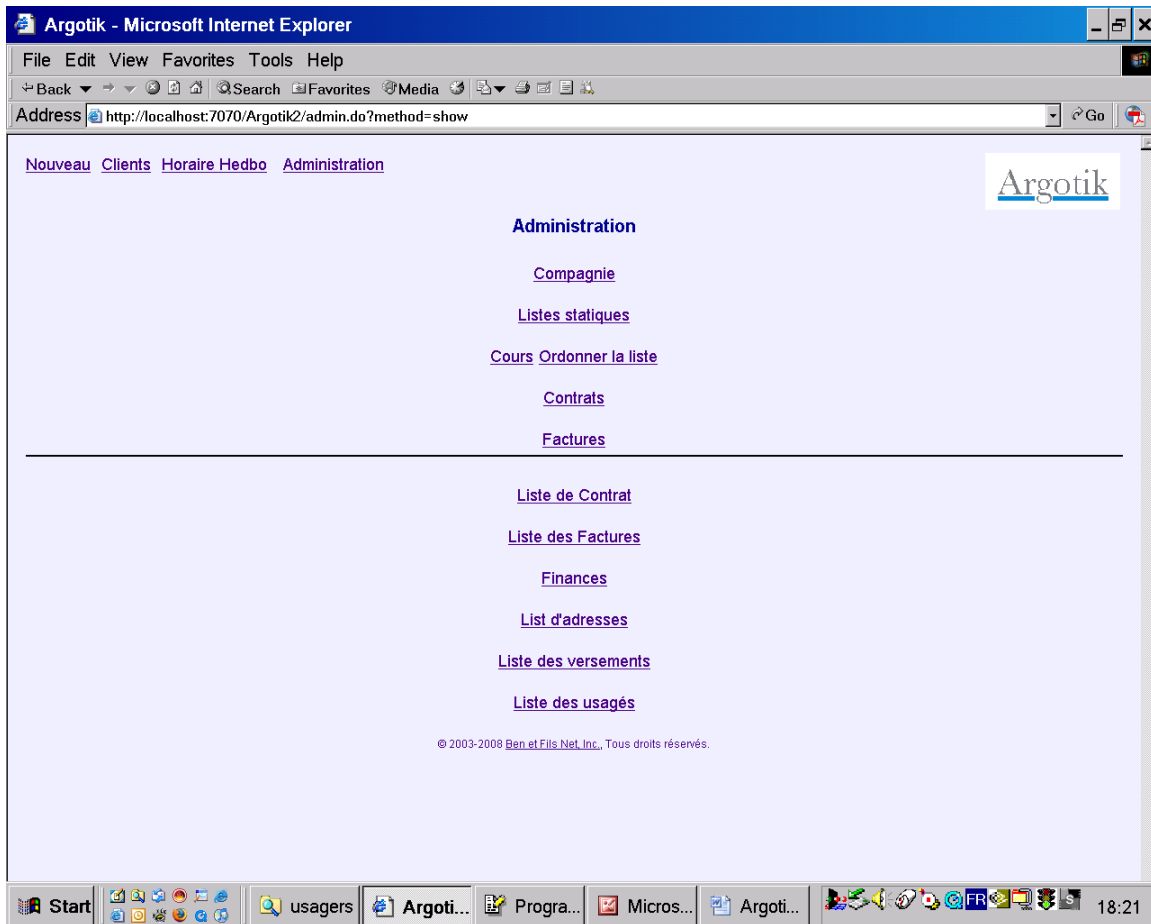 Argotik - Microsoft Internet Explorer
File Edit View Favorites Tools Help
Back Search Favorites Media
Address http://localhost:7070/Argotik2/admin.do?method=show Go
Nouveau Clients Horaire Hedbo Administration
Argotik
Administration
Compagnie
Listes statiques
Cours Ordonner la liste
Contrats
Factures
Liste de Contrat
Liste des Factures
Finances
List d'adresses
Liste des versements
Liste des usagés
© 2003-2008 Ben et Fils Net, Inc., Tous droits réservés.
Start usagers Argoti... Progra... Micros... Argoti... FR 18:21